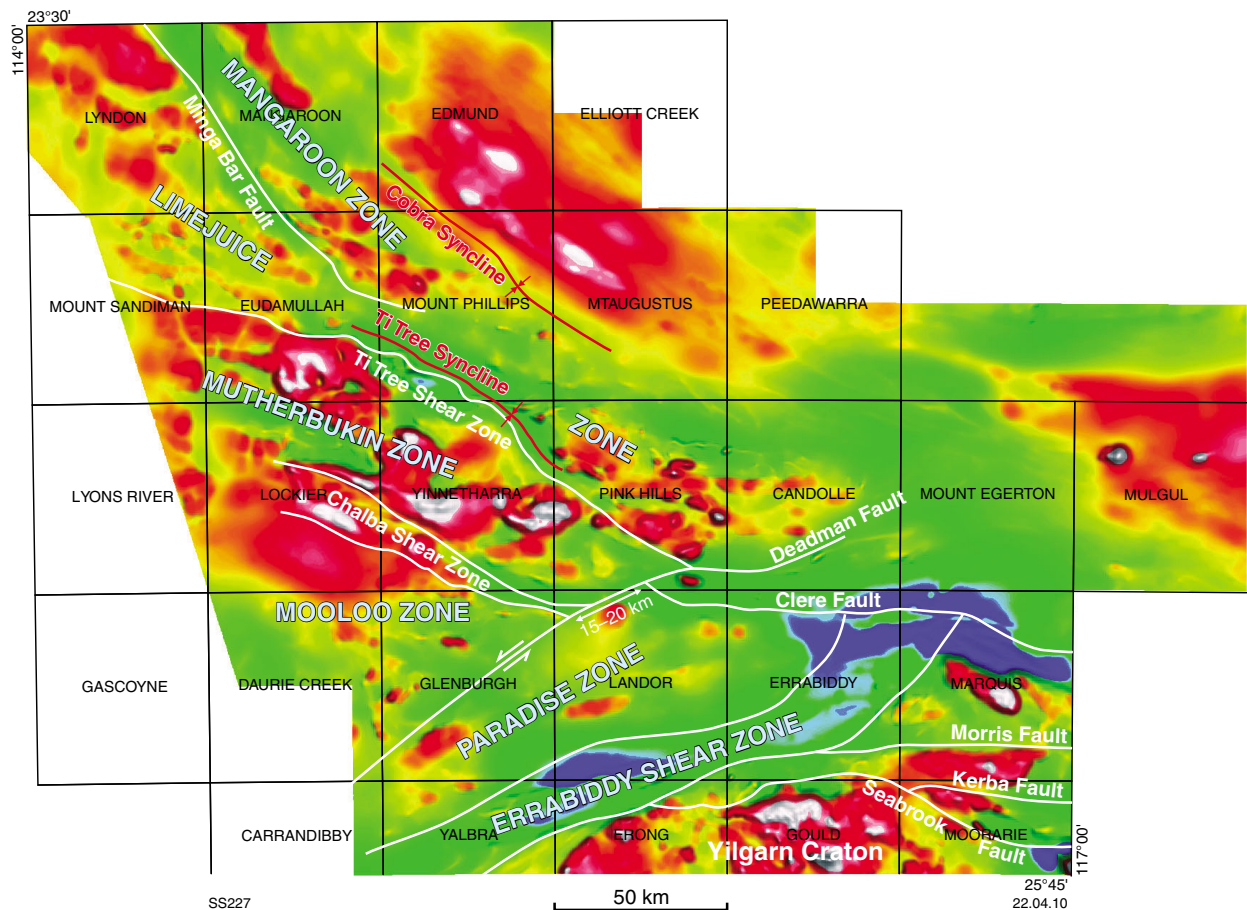 23°30'
114°00'
LYNDON
MANGAROON
EDMUND
ELLIOTT CREEK
MANGAROON ZONE
Minga Bar Fault
LIMEJUICE
Cobra Syncline
MOUNT SANDIMAN
EUDAMULLAH
MOUNT PHILLIPS
MTAUGUSTUS
PEEDAWARRA
Ti Tree Syncline
Ti Tree Shear Zone
MUTHERBUKIN ZONE
ZONE
LYONS RIVER
LOCKIER
YINNETHARRA
PINK HILLS
CANDOLLE
MOUNT EGERTON
MULGUL
Chalba Shear Zone
Deadman Fault
MOOLOO ZONE
15–20 km
Clere Fault
GASCOYNE
DAURIE CREEK
GLENBURGH
LANDOR
ERRABIDDY
MARQUIS
PARADISE ZONE
ERRABIDDY SHEAR ZONE
Morris Fault
Kerba Fault
Seabrook
Fault
CARRANDIBBY
YALBRA
ERONG
GOULD
MOORARIE
Yilgarn Craton
117°00'
25°45'
SS227
50 km
22.04.10